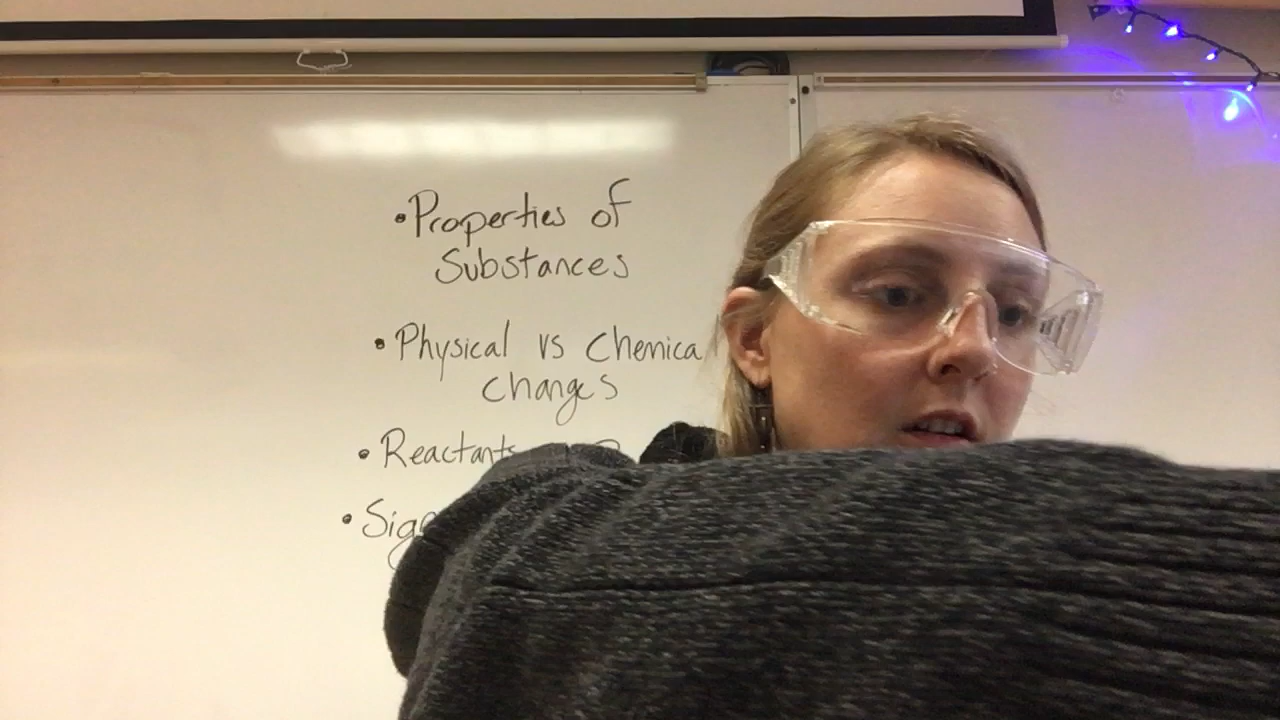 •Properties of
Substances
• Physical vs Chemica
changes
• Reactants
•